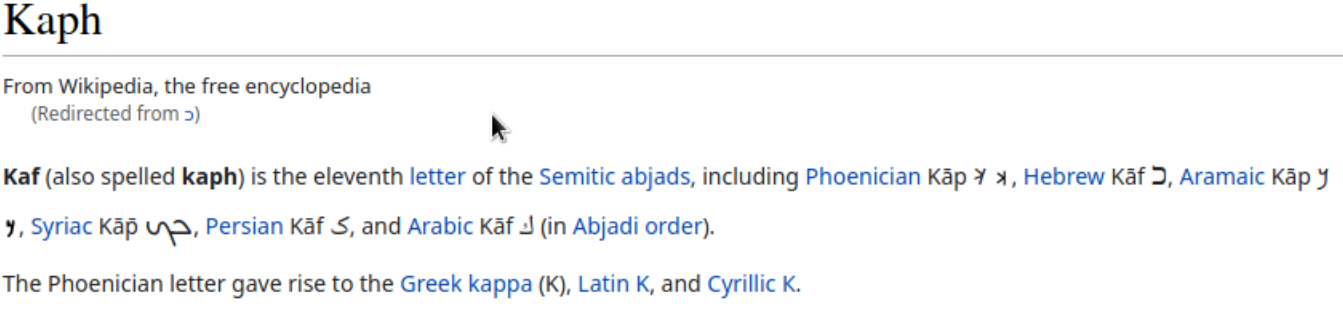 Kaph
From Wikipedia, the free encyclopedia
(Redirected from כ)
Kaf (also spelled kaph) is the eleventh letter of the Semitic abjads, including Phoenician Kāp 𐤊, Hebrew Kāf כ, Aramaic Kāp 𐡊
, Syriac Kāp̄ ܟ, Persian Kāf ک, and Arabic Kāf ك (in Abjadi order).
The Phoenician letter gave rise to the Greek kappa (Κ), Latin K, and Cyrillic К.